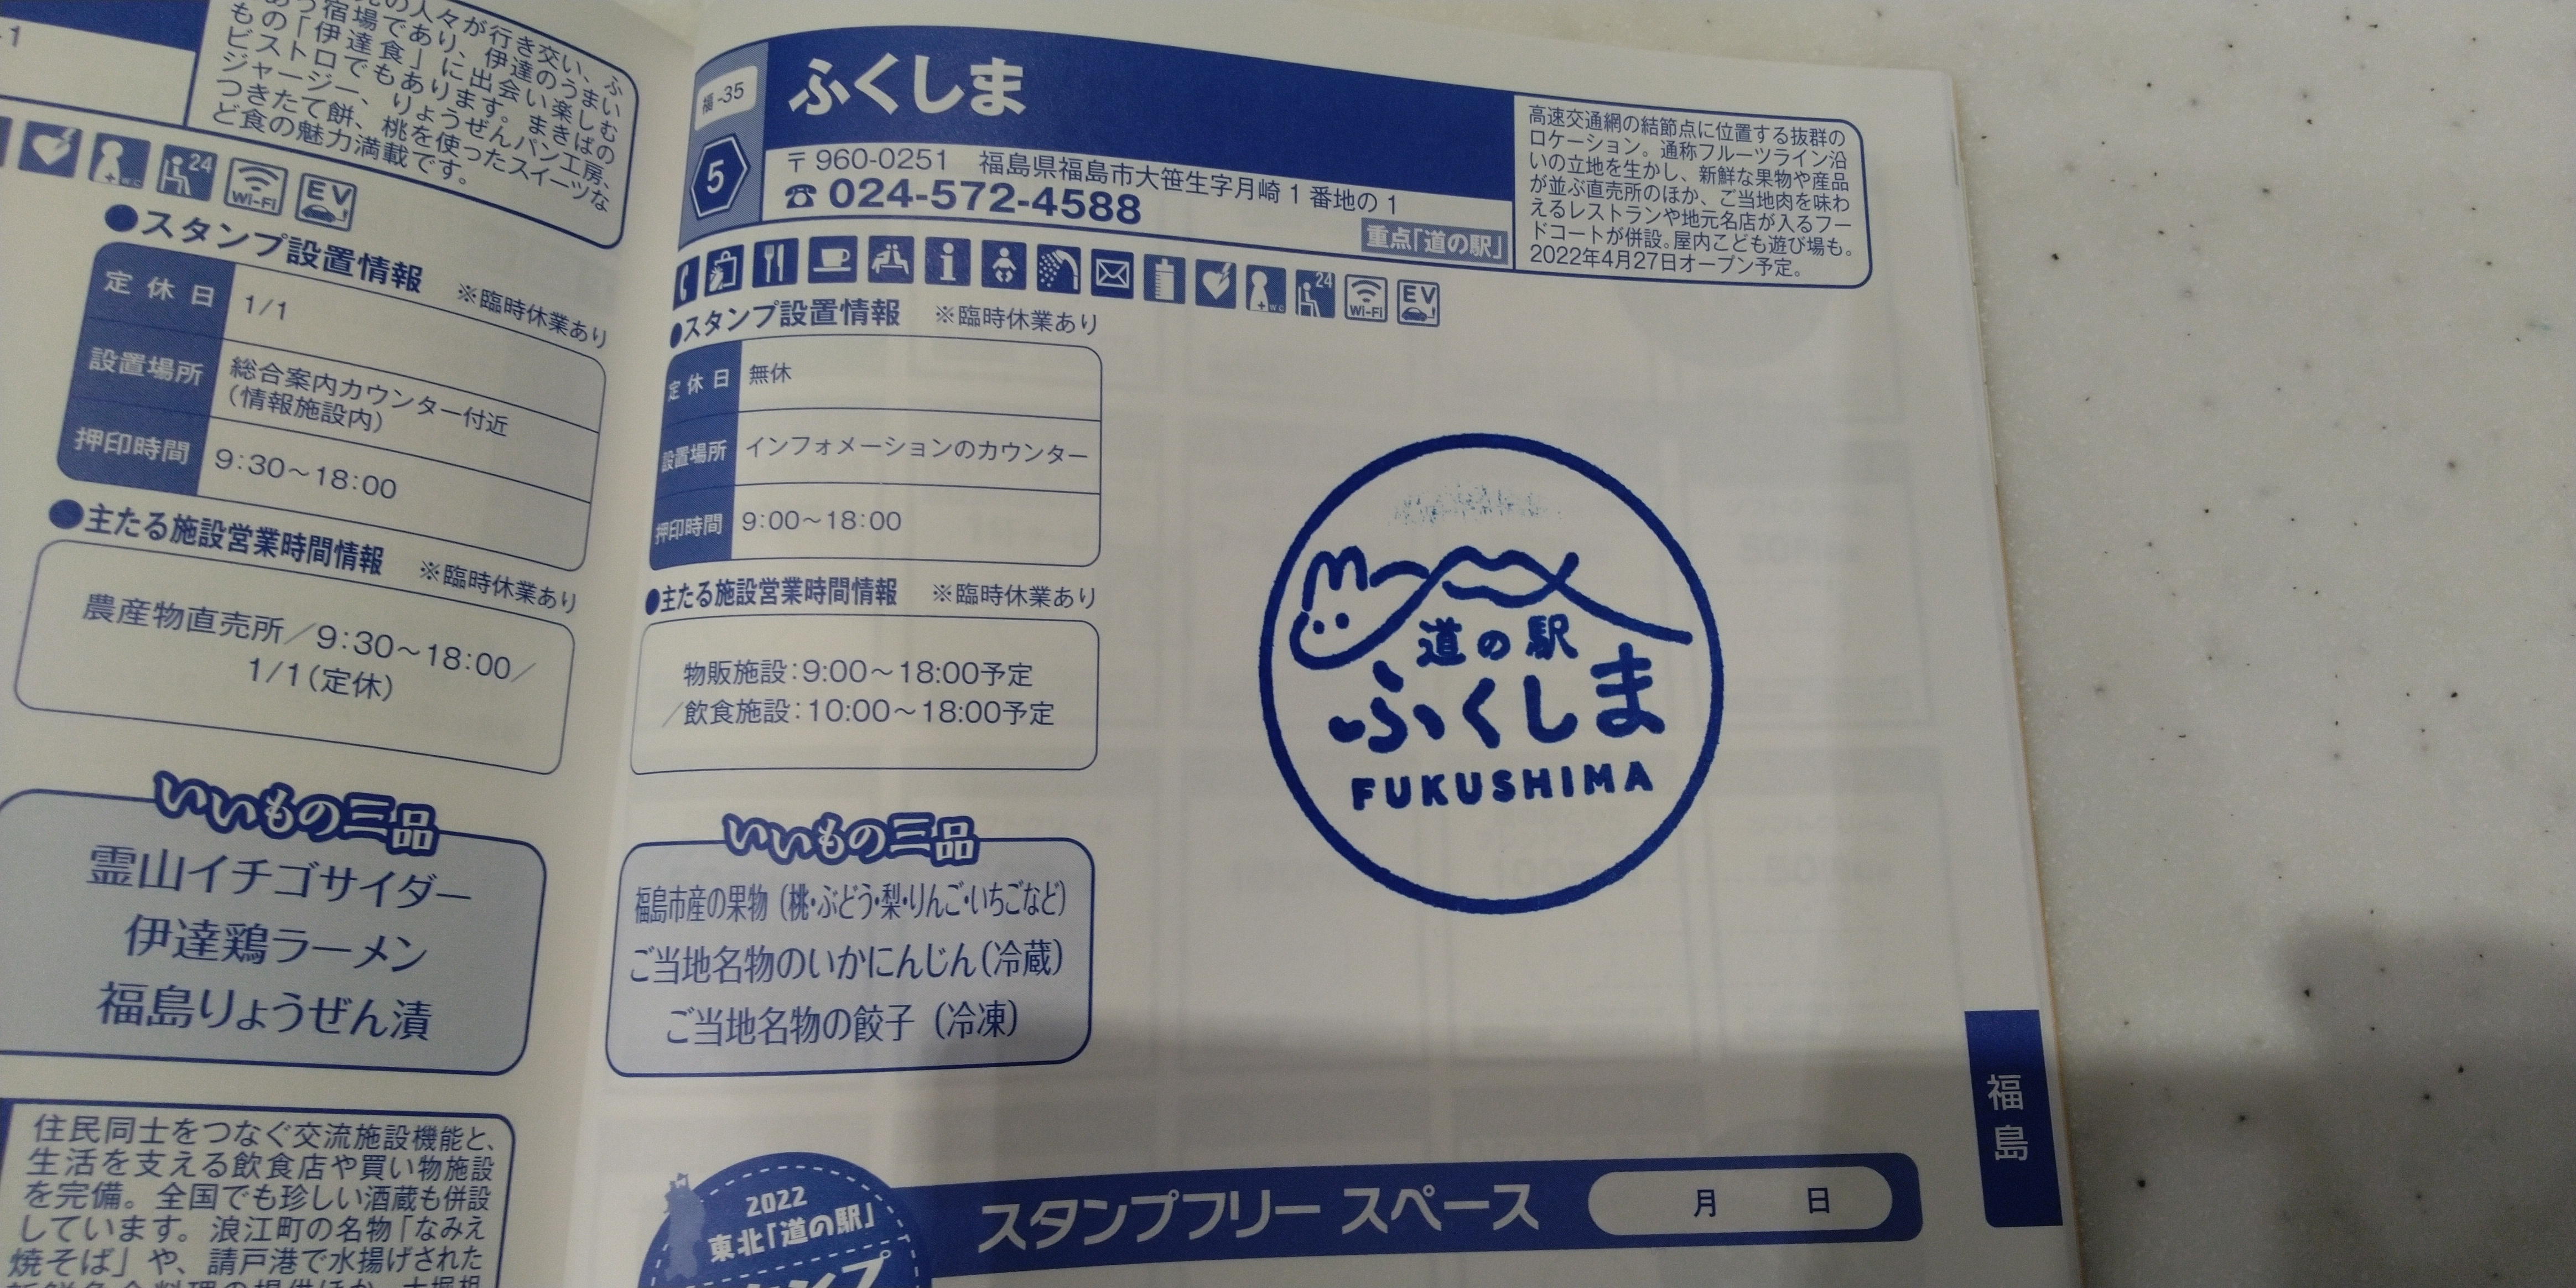 の人々が行き交い、ふ
宿場であり、伊達のうまい
もの「伊達食」に出会い楽しむ
ビストロでもあります。まきばの
ジャージー、りょうぜんパン工房、
つきたて餅、桃を使ったスイーツな
ど食の魅力満載です。
24
Wi-Fi
EV
●スタンプ設置情報 ※臨時休業あり
定休日 1/1
設置場所 総合案内カウンター付近
（情報施設内）
押印時間 9:30～18:00
●主たる施設営業時間情報 ※臨時休業あり
農産物直売所／9:30～18:00／
1/1（定休）
いいもの三品
霊山イチゴサイダー
伊達鶏ラーメン
福島りょうぜん漬
住民同士をつなぐ交流施設機能と、
生活を支える飲食店や買い物施設
を完備。全国でも珍しい酒蔵も併設
しています。浪江町の名物「なみえ
焼そば」や、請戸港で水揚げされた
福-35
5
ふくしま
〒960-0251 福島県福島市大笹生字月崎1番地の1
☎024-572-4588
重点「道の駅」
高速交通網の結節点に位置する抜群の
ロケーション。通称フルーツライン沿
いの立地を生かし、新鮮な果物や産品
が並ぶ直売所のほか、ご当地肉を味わ
えるレストランや地元名店が入るフー
ドコートが併設。屋内こども遊び場も。
2022年4月27日オープン予定。
24
Wi-Fi
EV
●スタンプ設置情報 ※臨時休業あり
定休日 無休
設置場所 インフォメーションのカウンター
押印時間 9:00～18:00
●主たる施設営業時間情報 ※臨時休業あり
物販施設：9:00～18:00予定
／飲食施設：10:00～18:00予定
いいもの三品
福島市産の果物（桃・ぶどう・梨・りんご・いちごなど）
ご当地名物のいかにんじん（冷蔵）
ご当地名物の餃子（冷凍）
道の駅
ふくしま
FUKUSHIMA
福島
2022
東北「道の駅」
スタンプフリー スペース
月 日